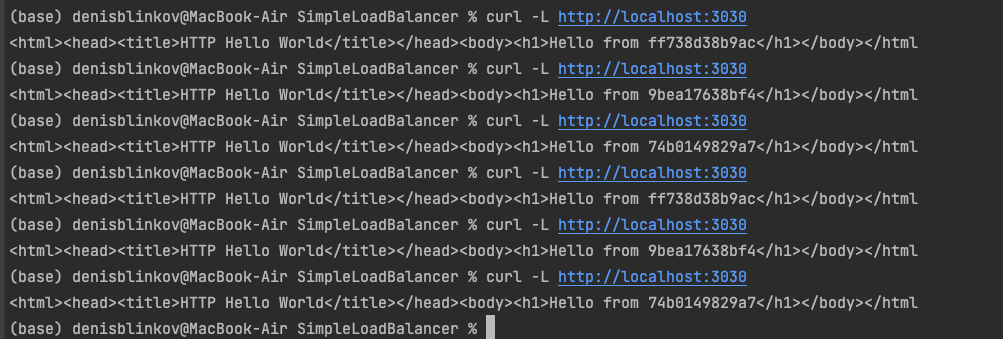 (base) denisblinkov@MacBook-Air SimpleLoadBalancer % curl -L http://localhost:3030
<html><head><title>HTTP Hello World</title></head><body><h1>Hello from ff738d38b9ac</h1></body></html
(base) denisblinkov@MacBook-Air SimpleLoadBalancer % curl -L http://localhost:3030
<html><head><title>HTTP Hello World</title></head><body><h1>Hello from 9bea17638bf4</h1></body></html
(base) denisblinkov@MacBook-Air SimpleLoadBalancer % curl -L http://localhost:3030
<html><head><title>HTTP Hello World</title></head><body><h1>Hello from 74b0149829a7</h1></body></html
(base) denisblinkov@MacBook-Air SimpleLoadBalancer % curl -L http://localhost:3030
<html><head><title>HTTP Hello World</title></head><body><h1>Hello from ff738d38b9ac</h1></body></html
(base) denisblinkov@MacBook-Air SimpleLoadBalancer % curl -L http://localhost:3030
<html><head><title>HTTP Hello World</title></head><body><h1>Hello from 9bea17638bf4</h1></body></html
(base) denisblinkov@MacBook-Air SimpleLoadBalancer % curl -L http://localhost:3030
<html><head><title>HTTP Hello World</title></head><body><h1>Hello from 74b0149829a7</h1></body></html
(base) denisblinkov@MacBook-Air SimpleLoadBalancer %